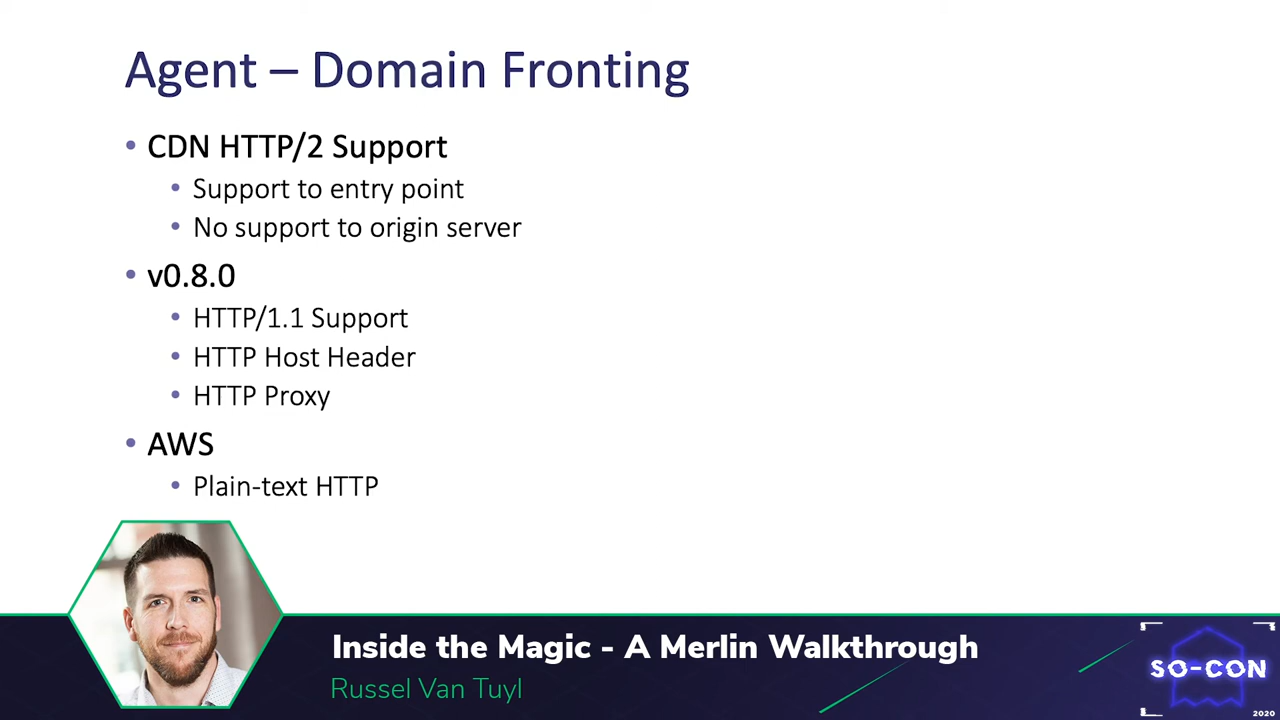 Agent – Domain Fronting
• CDN HTTP/2 Support
• Support to entry point
• No support to origin server
• v0.8.0
• HTTP/1.1 Support
• HTTP Host Header
• HTTP Proxy
• AWS
• Plain-text HTTP
Inside the Magic - A Merlin Walkthrough
Russel Van Tuyl
SO-CON
2020